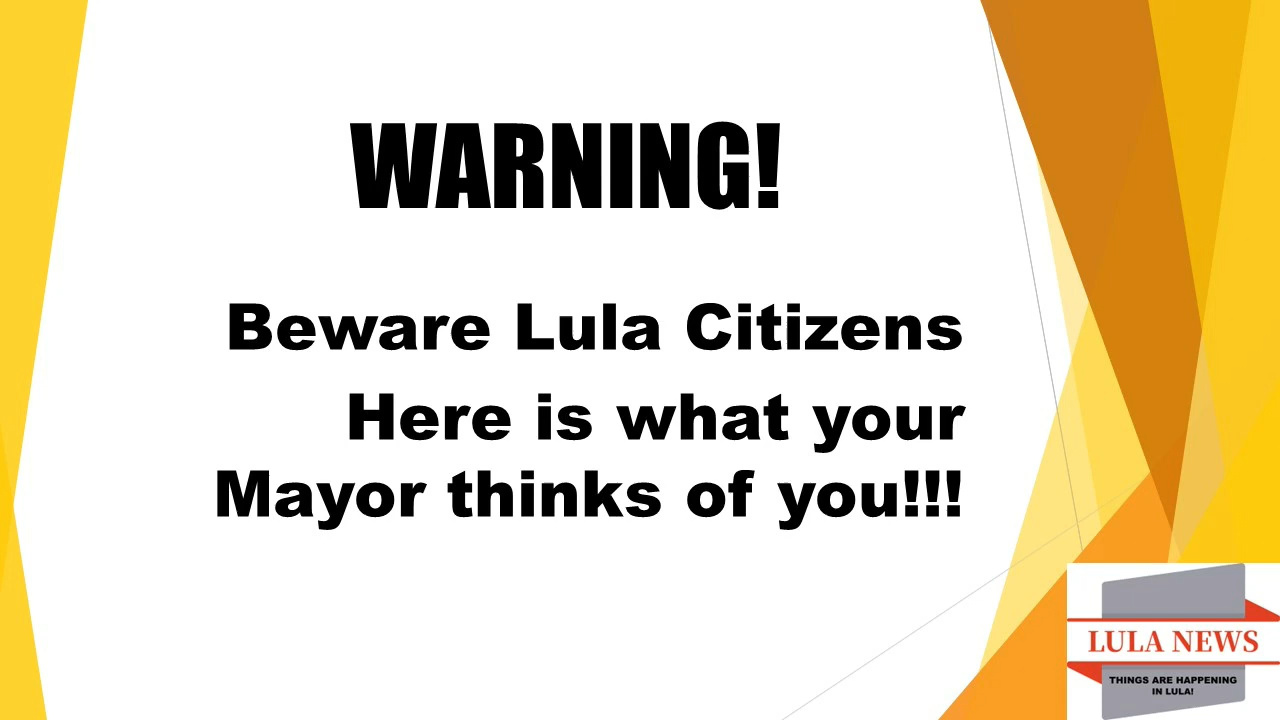 WARNING!
Beware Lula Citizens
Here is what your
Mayor thinks of you!!!
LULA NEWS
THINGS ARE HAPPENING
IN LULA!